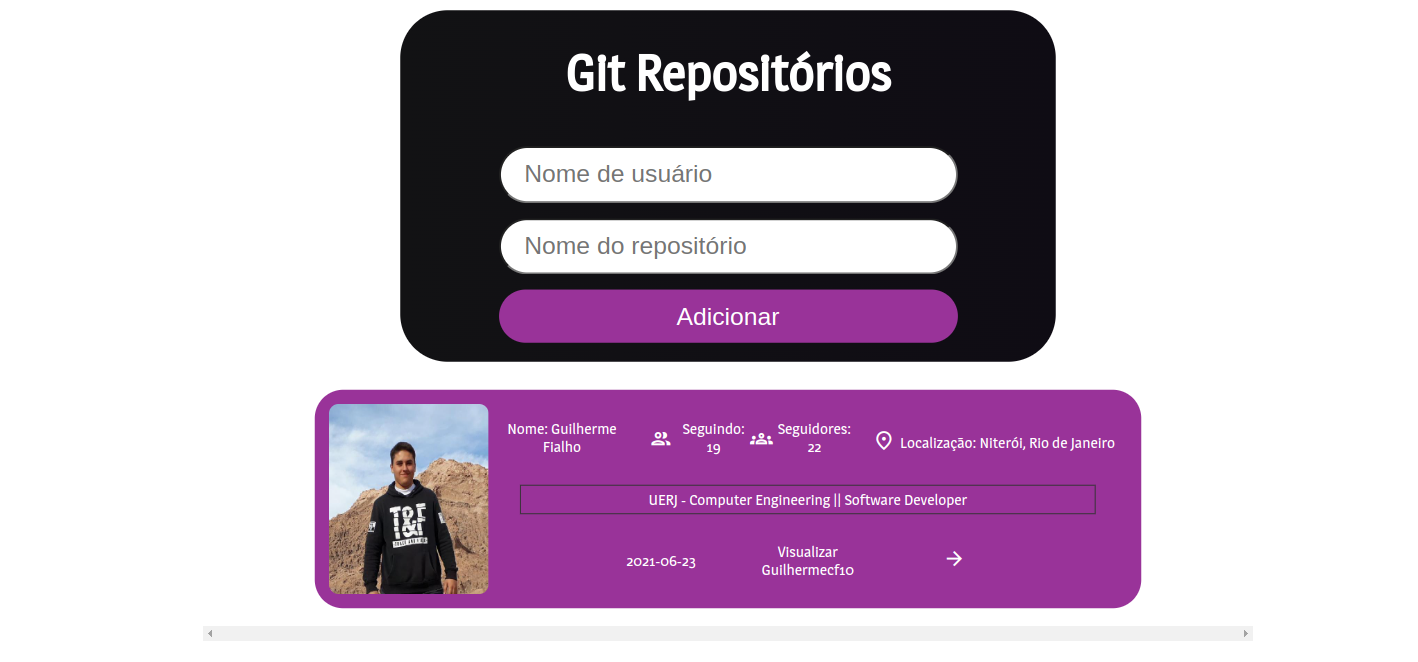 Git Repositórios
Nome de usuário
Nome do repositório
Adicionar
Nome: Guilherme
Fialho
Seguindo:
19
Seguidores:
22
Localização: Niterói, Rio de Janeiro
T&F
UERJ - Computer Engineering || Software Developer
2021-06-23
Visualizar
Guilhermecf10